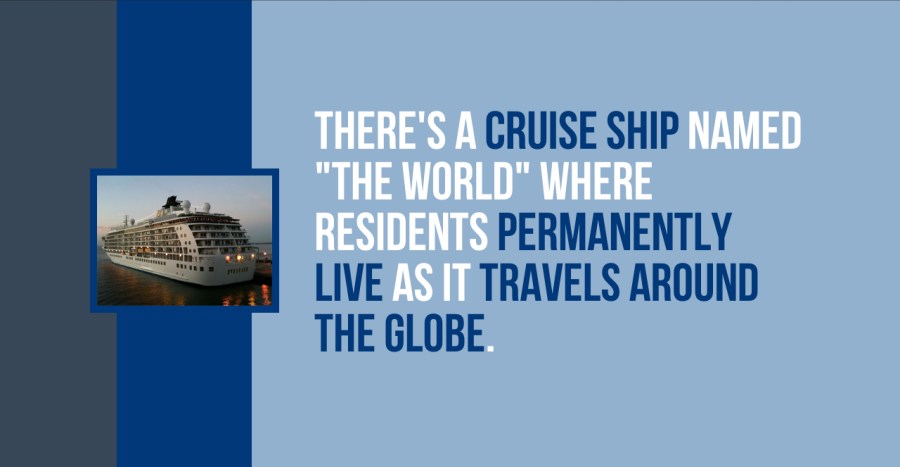 THERE'S A CRUISE SHIP NAMED
"THE WORLD" WHERE
RESIDENTS PERMANENTLY
LIVE AS IT TRAVELS AROUND
THE GLOBE.